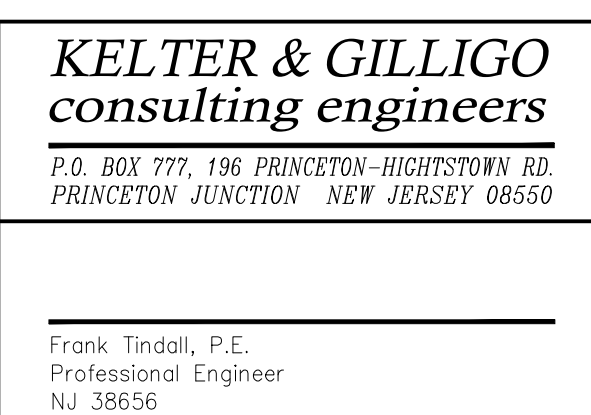 KELTER & GILLIGO
consulting engineers
P.O. BOX 777, 196 PRINCETON-HIGHTSTOWN RD.
PRINCETON JUNCTION NEW JERSEY 08550
Frank Tindall, P.E.
Professional Engineer
NJ 38656